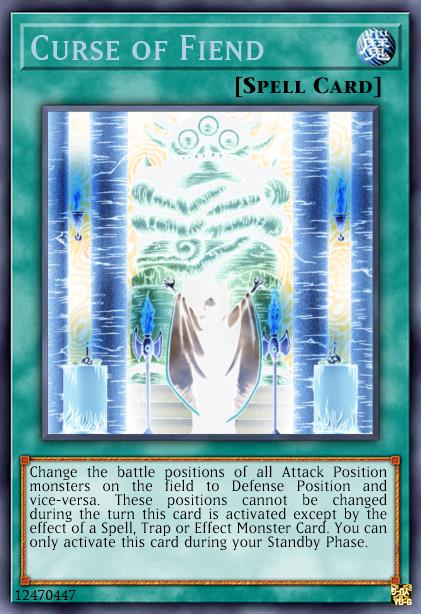 Curse of Fiend
魔
[Spell Card]
Change the battle positions of all Attack Position
monsters on the field to Defense Position and
vice-versa. These positions cannot be changed
during the turn this card is activated except by the
effect of a Spell, Trap or Effect Monster Card. You can
only activate this card during your Standby Phase.
12470447